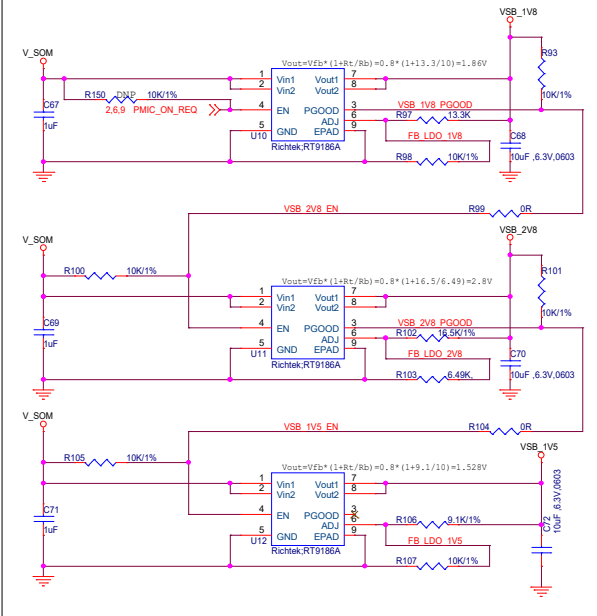 VSB_1V8
Vout=Vfb*(1+Rt/Rb)=0.8*(1+13.3/10)=1.86V
V_SOM
R93
1 Vin1 Vout1 7
2 Vin2 Vout2 8
R150 DNP 10K/1%
10K/1%
C67
2,6,9 PMIC_ON_REQ
4 EN PGOOD 3 VSB_1V8_PGOOD
ADJ 6 R97 13.3K
1uF
5 GND EPAD 9 FB_LDO_1V8
C68
U10
Richtek;RT9186A
10uF ,6.3V,0603
R98 10K/1%
VSB_2V8_EN R99 0R
V_SOM
VSB_2V8
R100 10K/1%
R101
Vout=Vfb*(1+Rt/Rb)=0.8*(1+16.5/6.49)=2.8V
1 Vin1 Vout1 7
2 Vin2 Vout2 8
10K/1%
C69
4 EN PGOOD 3 VSB_2V8_PGOOD
ADJ 6 R102 16.5K/1%
1uF
5 GND EPAD 9 FB_LDO_2V8
C70
U11
Richtek;RT9186A
10uF ,6.3V,0603
R103 6.49K,
V_SOM
VSB_1V5_EN R104 0R
VSB_1V5
R105 10K/1%
Vout=Vfb*(1+Rt/Rb)=0.8*(1+9.1/10)=1.528V
1 Vin1 Vout1 7
2 Vin2 Vout2 8
C71
4 EN PGOOD 3
ADJ 6 R106 9.1K/1%
1uF
5 GND EPAD 9 FB_LDO_1V5
C72
10uF ,6.3V,0603
U12
Richtek;RT9186A
R107 10K/1%